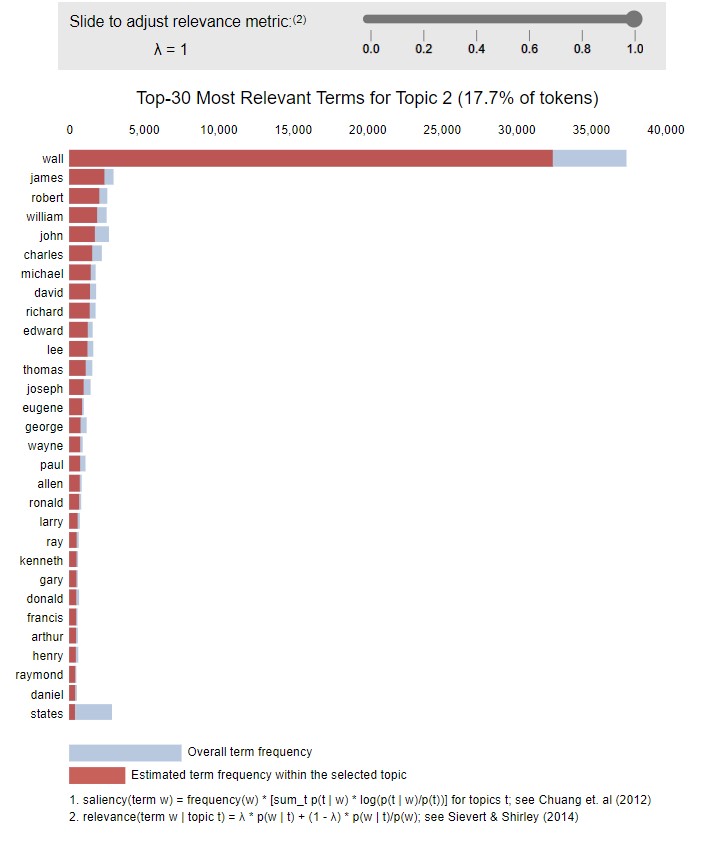 Slide to adjust relevance metric:(2)
λ = 1
0.0 0.2 0.4 0.6 0.8 1.0
Top-30 Most Relevant Terms for Topic 2 (17.7% of tokens)
0 5,000 10,000 15,000 20,000 25,000 30,000 35,000 40,000
wall
james
robert
william
john
charles
michael
david
richard
edward
lee
thomas
joseph
eugene
george
wayne
paul
allen
ronald
larry
ray
kenneth
gary
donald
francis
arthur
henry
raymond
daniel
states
Overall term frequency
Estimated term frequency within the selected topic
1. saliency(term w) = frequency(w) * [sum_t p(t | w) * log(p(t | w)/p(t))] for topics t; see Chuang et. al (2012)
2. relevance(term w | topic t) = λ * p(w | t) + (1 - λ) * p(w | t)/p(w); see Sievert & Shirley (2014)